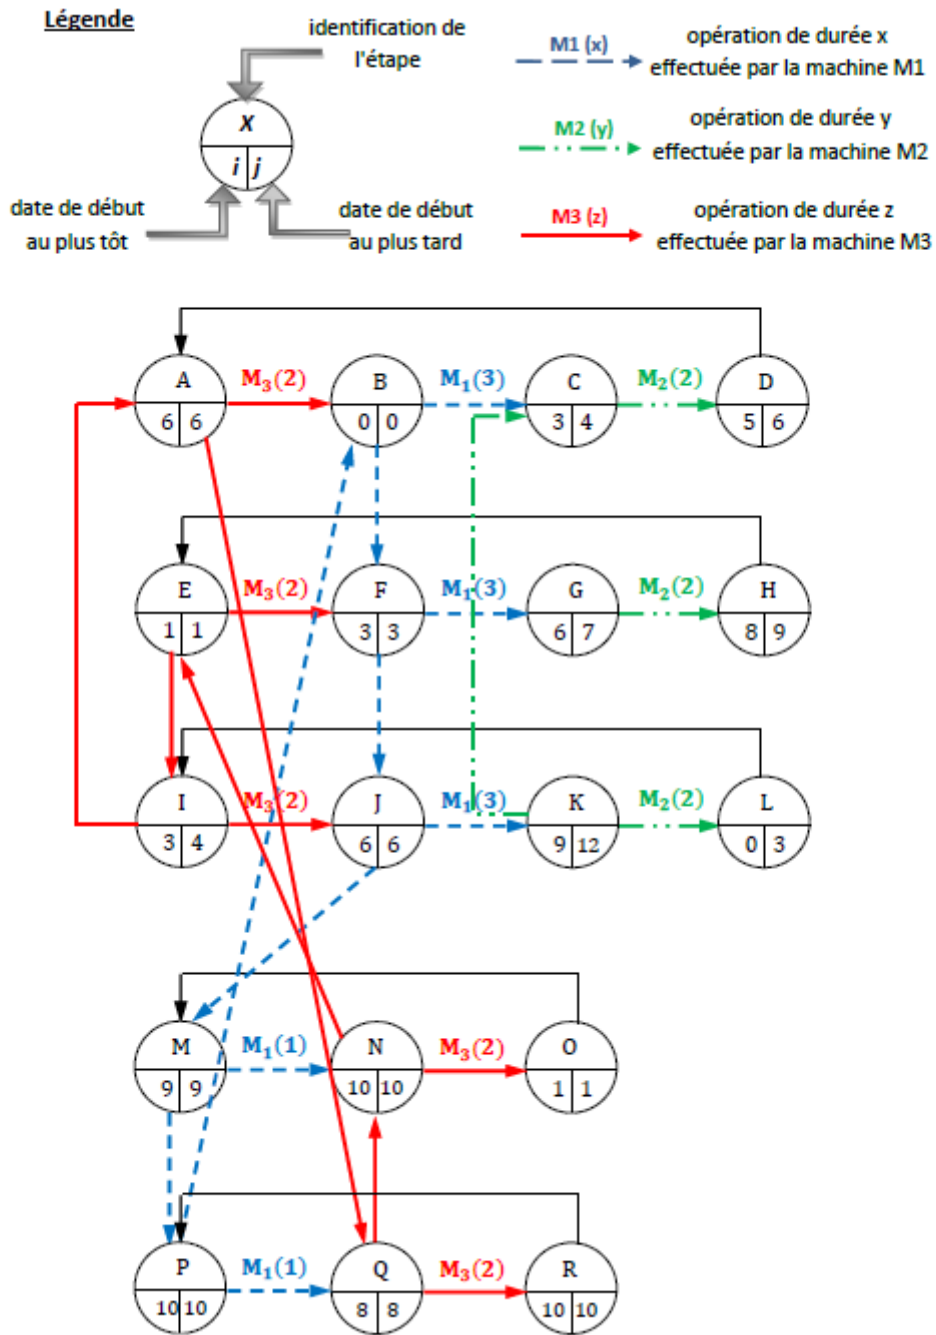 Légende
identification de
l'étape
X
i j
date de début
au plus tôt
date de début
au plus tard
M1 (x)
opération de durée x
effectuée par la machine M1
M2 (y)
opération de durée y
effectuée par la machine M2
M3 (z)
opération de durée z
effectuée par la machine M3
A M₃(2) B M₁(3) C M₂(2) D
6 6 0 0 3 4 5 6
E M₃(2) F M₁(3) G M₂(2) H
1 1 3 3 6 7 8 9
I M₃(2) J M₁(3) K M₂(2) L
3 4 6 6 9 12 0 3
M M₁(1) N M₃(2) O
9 9 10 10 1 1
P M₁(1) Q M₃(2) R
10 10 8 8 10 10